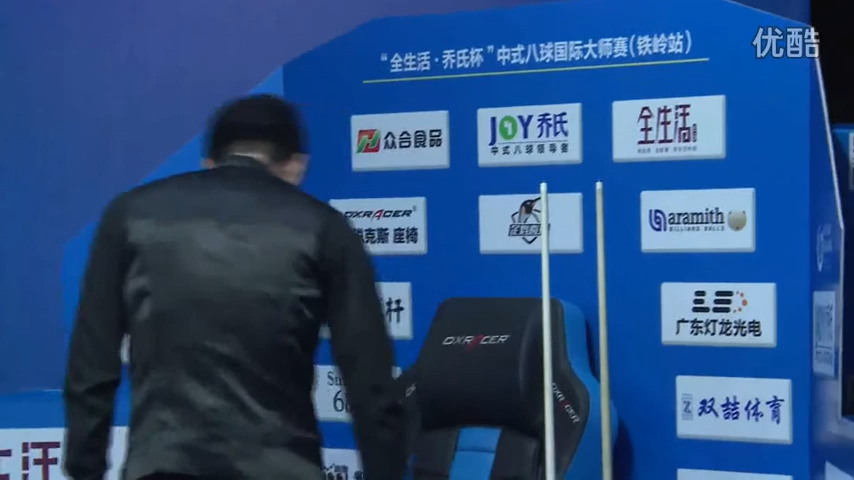 优酷
“全生活·乔氏杯”中式八球国际大师赛（铁岭站）
众合食品
JOY乔氏
中式八球领导者
全生活
DXRACER®
克斯 座椅
aramith
BILLIARD BALLS
杆
广东灯龙光电
DXRACER
DXRACER
双喆体育
6